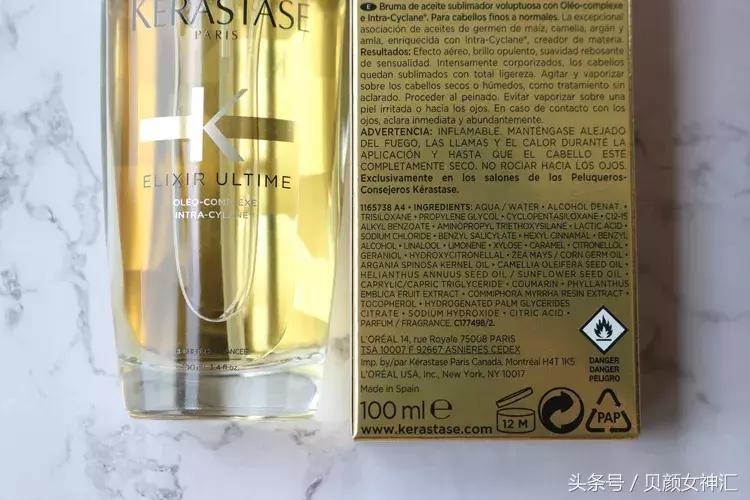 KÉRASTASE
PARIS
K
ELIXIR ULTIME
OLÉO-COMPLEXE
INTRA-CYLANE
E Bruma de aceite sublimador voluptuosa con Oléo-complexe
e Intra-Cyclane®. Para cabellos finos a normales. La excepcional
asociación de aceites de germen de maíz, camelia, argán y
amla, enriquecida con Intra-Cyclane®, creador de materia.
Resultados: Efecto aéreo, brillo opulento, suavidad rebosante
de sensualidad. Intensamente corporizados, los cabellos
quedan sublimados con total ligereza. Agitar y vaporizar
sobre los cabellos secos o húmedos, como tratamiento sin
aclarado. Proceder al peinado. Evitar vaporizar sobre una
piel irritada o hacia los ojos. En caso de contacto con los
ojos, aclara inmediata y abundantemente.
ADVERTENCIA: INFLAMABLE. MANTÉNGASE ALEJADO
DEL FUEGO, LAS LLAMAS Y EL CALOR DURANTE LA
APLICACIÓN Y HASTA QUE EL CABELLO ESTÉ
COMPLETAMENTE SECO. NO ROCIAR HACIA LOS OJOS.
Exclusivamente en los salones de los Peluqueros-
Consejeros Kérastase.
1165738 A4 • INGREDIENTS: AQUA / WATER • ALCOHOL DENAT. •
TRISILOXANE • PROPYLENE GLYCOL • CYCLOPENTASILOXANE • C12-15
ALKYL BENZOATE • AMINOPROPYL TRIETHOXYSILANE • LACTIC ACID •
SODIUM CHLORIDE • BENZYL SALICYLATE • HEXYL CINNAMAL • BENZYL
ALCOHOL • LINALOOL • LIMONENE • XYLOSE • CARAMEL • CITRONELLOL •
GERANIOL • HYDROXYCITRONELLAL • ZEA MAYS / CORN GERM OIL •
ARGANIA SPINOSA KERNEL OIL • CAMELLIA OLEIFERA SEED OIL •
HELIANTHUS ANNUUS SEED OIL / SUNFLOWER SEED OIL •
CAPRYLIC/CAPRIC TRIGLYCERIDE • COUMARIN • PHYLLANTHUS
EMBLICA FRUIT EXTRACT • COMMIPHORA MYRRHA RESIN EXTRACT •
TOCOPHEROL • HYDROGENATED PALM GLYCERIDES
CITRATE • SODIUM HYDROXIDE • CITRIC ACID •
PARFUM / FRAGRANCE. C177498/2.
L'ORÉAL 14, rue Royale 75008 PARIS
TSA 10007 F 92667 ASNIERES CEDEX
Imp. by/par Kérastase Paris Canada, Montréal H4T 1K5
L'ORÉAL USA, Inc., New York, NY 10017
Made in Spain
DANGER
DANGER
PELIGRO
100 ml e
12 M
PAP
www.kerastase.com
头条号 / 贝颜女神汇